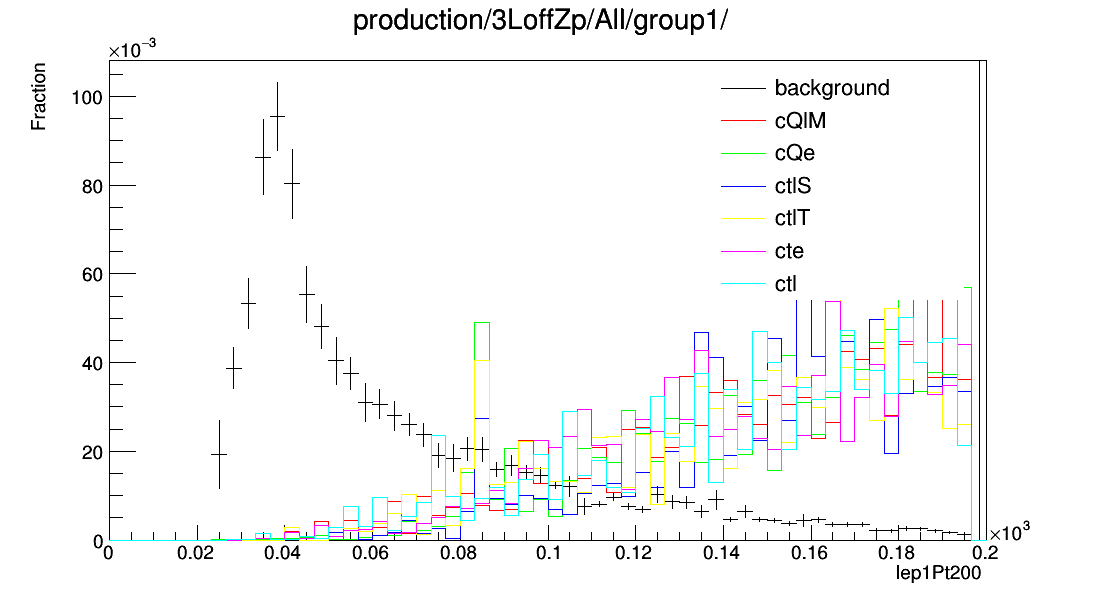 production/3LoffZp/All/group1/
×10⁻³
Fraction
100
80
60
40
20
0
background
cQlM
cQe
ctlS
ctlT
cte
ctl
0 0.02 0.04 0.06 0.08 0.1 0.12 0.14 0.16 0.18 0.2
×10³
lep1Pt200